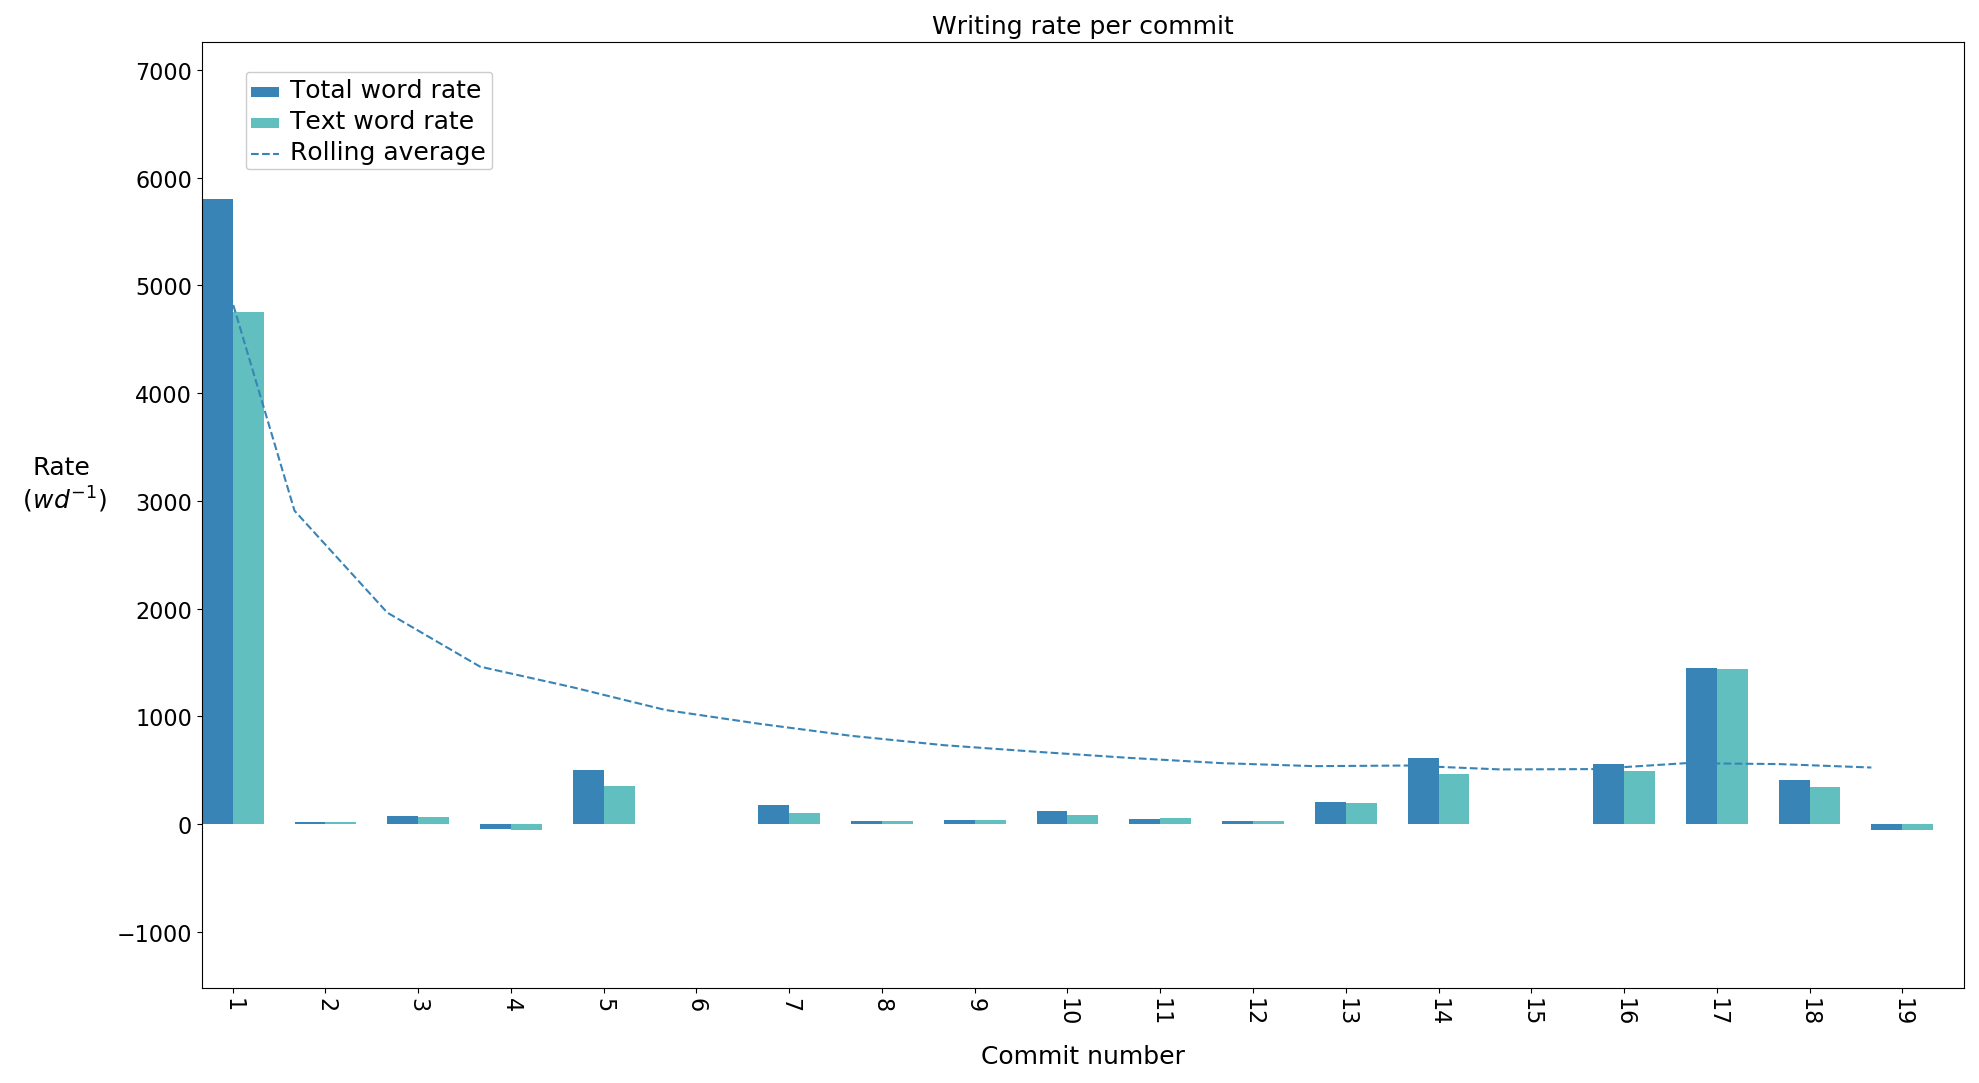 Writing rate per commit
7000
6000
5000
4000
3000
2000
1000
0
−1000
Total word rate
Text word rate
Rolling average
Rate
(wd⁻¹)
1 2 3 4 5 6 7 8 9 10 11 12 13 14 15 16 17 18 19
Commit number